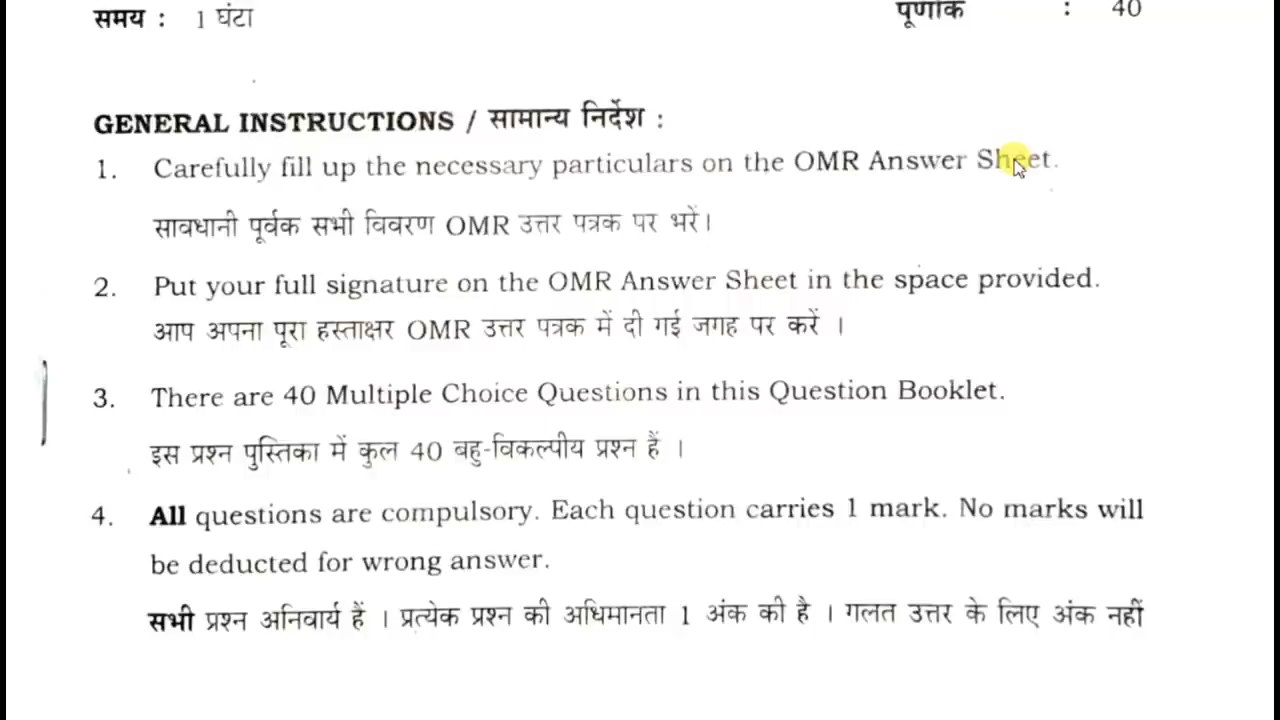 समय : 1 घंटा पूर्णांक : 40
GENERAL INSTRUCTIONS / सामान्य निर्देश :
1. Carefully fill up the necessary particulars on the OMR Answer Sheet.
सावधानी पूर्वक सभी विवरण OMR उत्तर पत्रक पर भरें।
2. Put your full signature on the OMR Answer Sheet in the space provided.
आप अपना पूरा हस्ताक्षर OMR उत्तर पत्रक में दी गई जगह पर करें ।
3. There are 40 Multiple Choice Questions in this Question Booklet.
इस प्रश्न पुस्तिका में कुल 40 बहु-विकल्पीय प्रश्न हैं ।
4. All questions are compulsory. Each question carries 1 mark. No marks will
be deducted for wrong answer.
सभी प्रश्न अनिवार्य हैं । प्रत्येक प्रश्न की अधिमानता 1 अंक की है । गलत उत्तर के लिए अंक नहीं